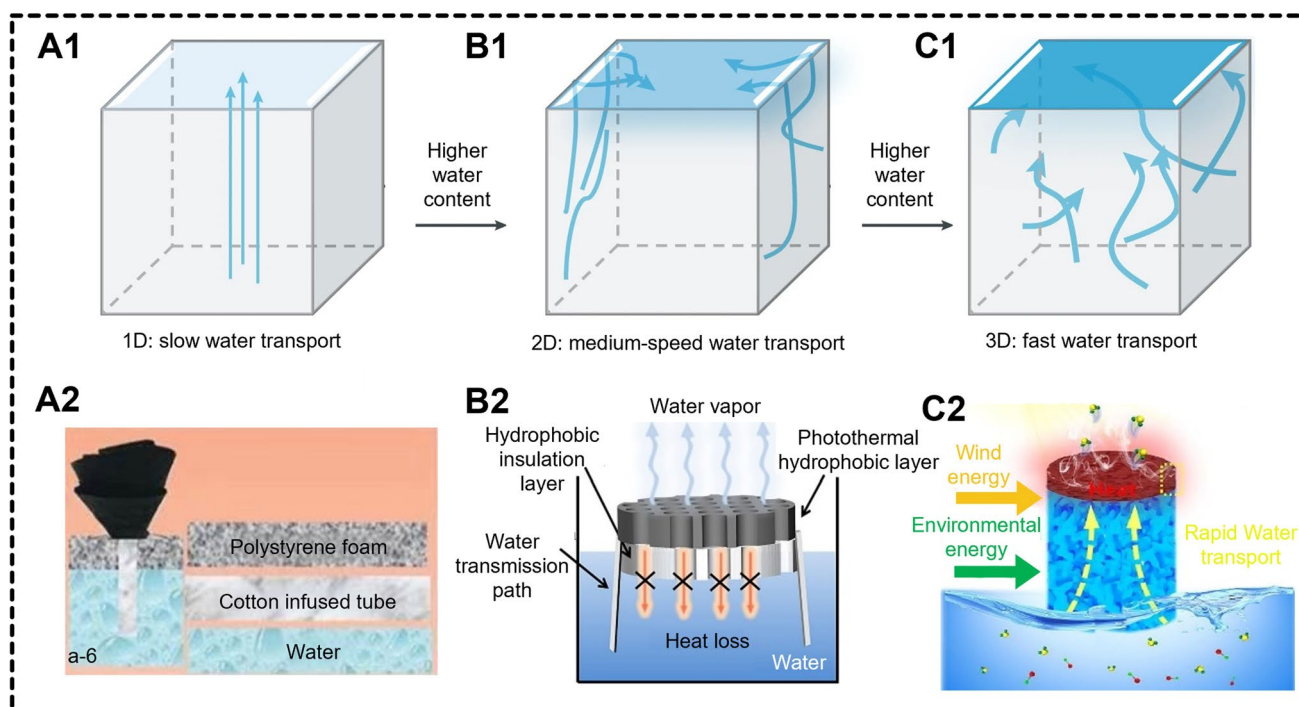 A1
B1
C1
Higher
water
content
Higher
water
content
1D: slow water transport
2D: medium-speed water transport
3D: fast water transport
A2
Polystyrene foam
Cotton infused tube
Water
a-6
B2
Water vapor
Hydrophobic
insulation
layer
Photothermal
hydrophobic layer
Water
transmission
path
Heat loss
Water
C2
Wind
energy
Heat
Environmental
energy
Rapid Water
transport